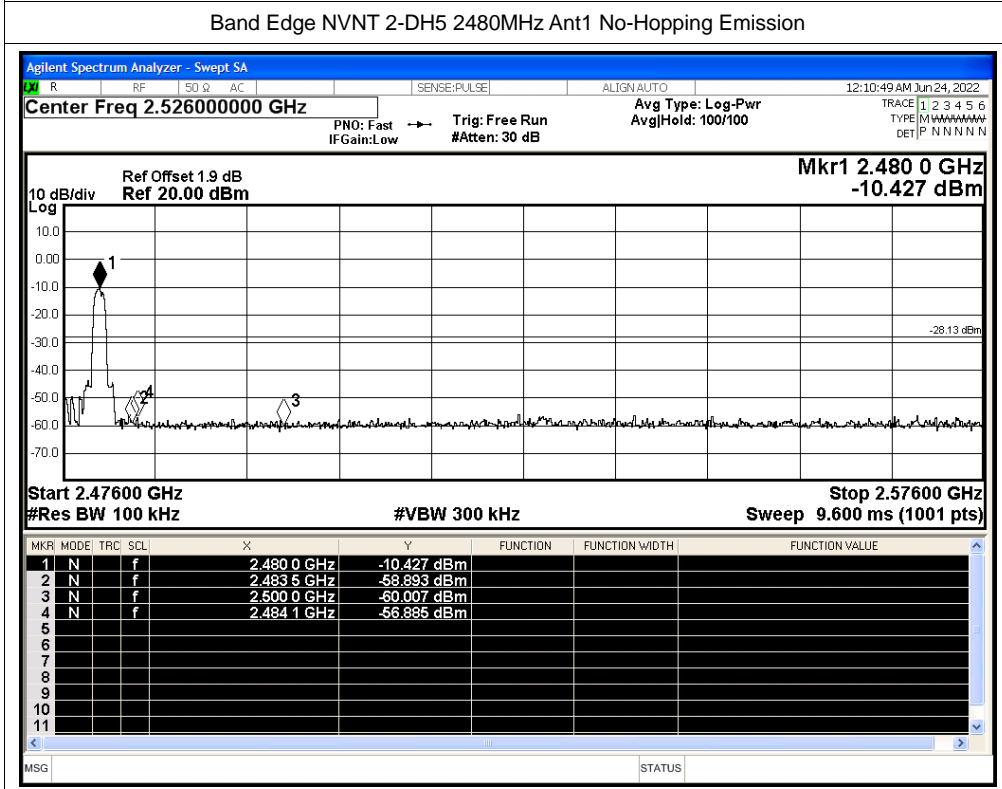 Band Edge NVNT 2-DH5 2480MHz Ant1 No-Hopping Emission
Agilent Spectrum Analyzer - Swept SA
LXI R RF 50 Ω AC SENSE:PULSE ALIGN AUTO 12:10:49 AM Jun 24, 2022
Center Freq 2.526000000 GHz
PNO: Fast
IFGain:Low
Trig: Free Run
#Atten: 30 dB
Avg Type: Log-Pwr
Avg|Hold: 100/100
TRACE 1 2 3 4 5 6
TYPE M
DET P N N N N N
Mkr1 2.480 0 GHz
-10.427 dBm
Ref Offset 1.9 dB
10 dB/div Ref 20.00 dBm
Log
10.0
0.00
1
-10.0
-20.0
-28.13 dBm
-30.0
-40.0
-50.0
2
4
3
-60.0
-70.0
Start 2.47600 GHz Stop 2.57600 GHz
#Res BW 100 kHz #VBW 300 kHz Sweep 9.600 ms (1001 pts)
MKR MODE TRC SCL X Y FUNCTION FUNCTION WIDTH FUNCTION VALUE
1 N f 2.480 0 GHz -10.427 dBm
2 N f 2.483 5 GHz -58.893 dBm
3 N f 2.500 0 GHz -60.007 dBm
4 N f 2.484 1 GHz -56.885 dBm
5
6
7
8
9
10
11
MSG STATUS